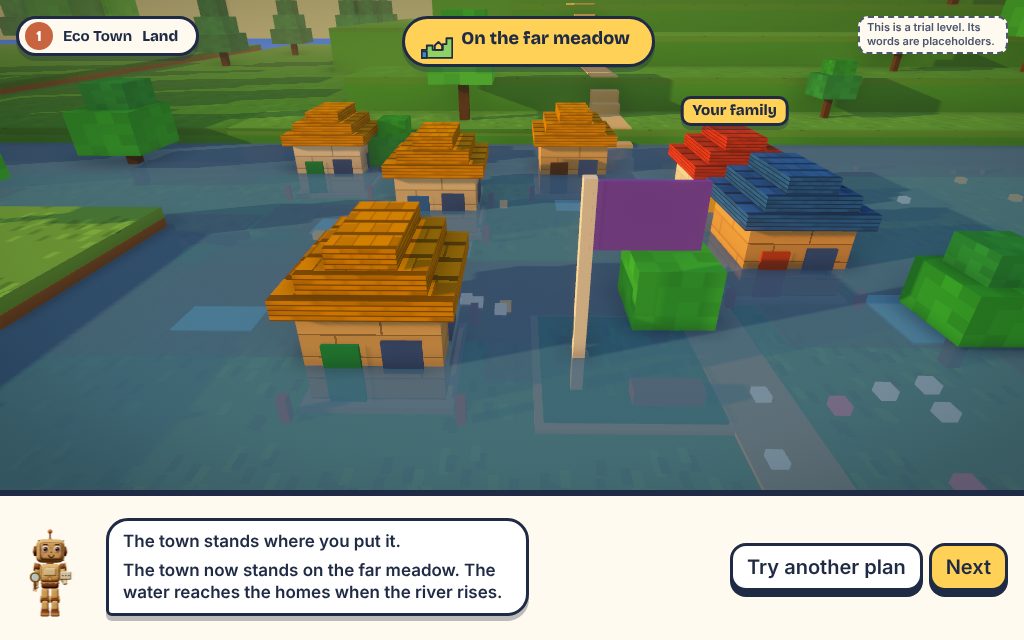 1 Eco Town Land
On the far meadow
This is a trial level. Its
words are placeholders.
Your family
The town stands where you put it.
The town now stands on the far meadow. The
water reaches the homes when the river rises.
Try another plan
Next